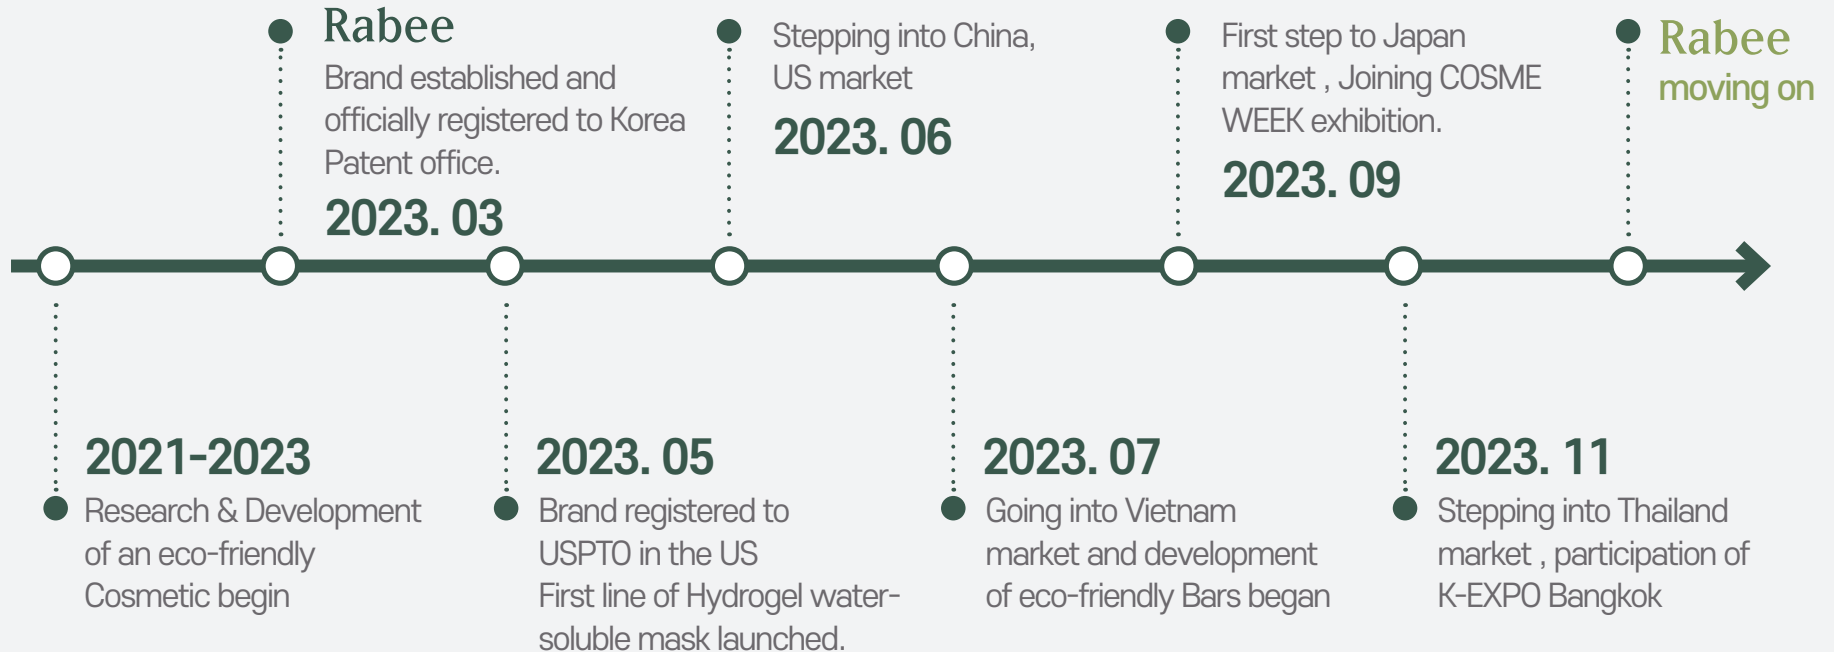 Rabee
Brand established and
officially registered to Korea
Patent office.
2023. 03
Stepping into China,
US market
2023. 06
First step to Japan
market , Joining COSME
WEEK exhibition.
2023. 09
Rabee
moving on
2021-2023
Research & Development
of an eco-friendly
Cosmetic begin
2023. 05
Brand registered to
USPTO in the US
First line of Hydrogel water-
soluble mask launched.
2023. 07
Going into Vietnam
market and development
of eco-friendly Bars began
2023. 11
Stepping into Thailand
market , participation of
K-EXPO Bangkok